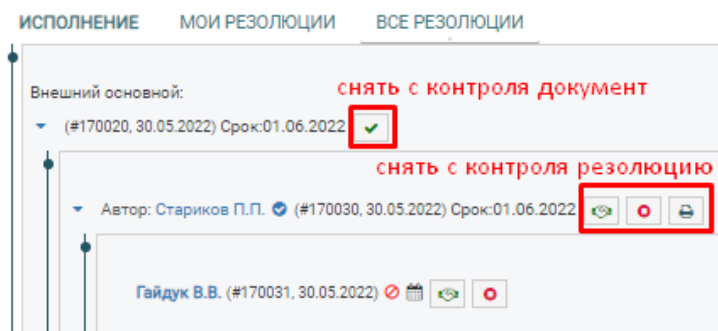 ИСПОЛНЕНИЕ МОИ РЕЗОЛЮЦИИ ВСЕ РЕЗОЛЮЦИИ
снять с контроля документ
Внешний основной:
(#170020, 30.05.2022) Срок:01.06.2022
снять с контроля резолюцию
Автор: Стариков П.П. (#170030, 30.05.2022) Срок:01.06.2022
Гайдук В.В. (#170031, 30.05.2022)